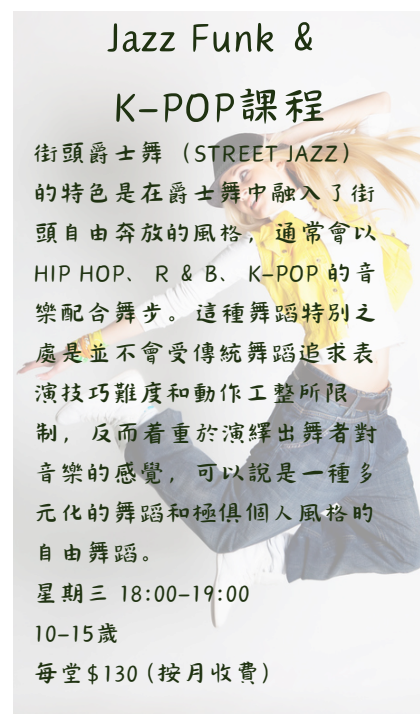 Jazz Funk &
K-POP課程
街頭爵士舞 （STREET JAZZ）
的特色是在爵士舞中融入了街
頭自由奔放的風格，通常會以
HIP HOP、 R & B、 K-POP 的音
樂配合舞步。這種舞蹈特別之
處是並不會受傳統舞蹈追求表
演技巧難度和動作工整所限
制，反而着重於演繹出舞者對
音樂的感覺，可以說是一種多
元化的舞蹈和極俱個人風格旳
自由舞蹈。
星期三 18:00-19:00
10-15歲
每堂$130 (按月收費)